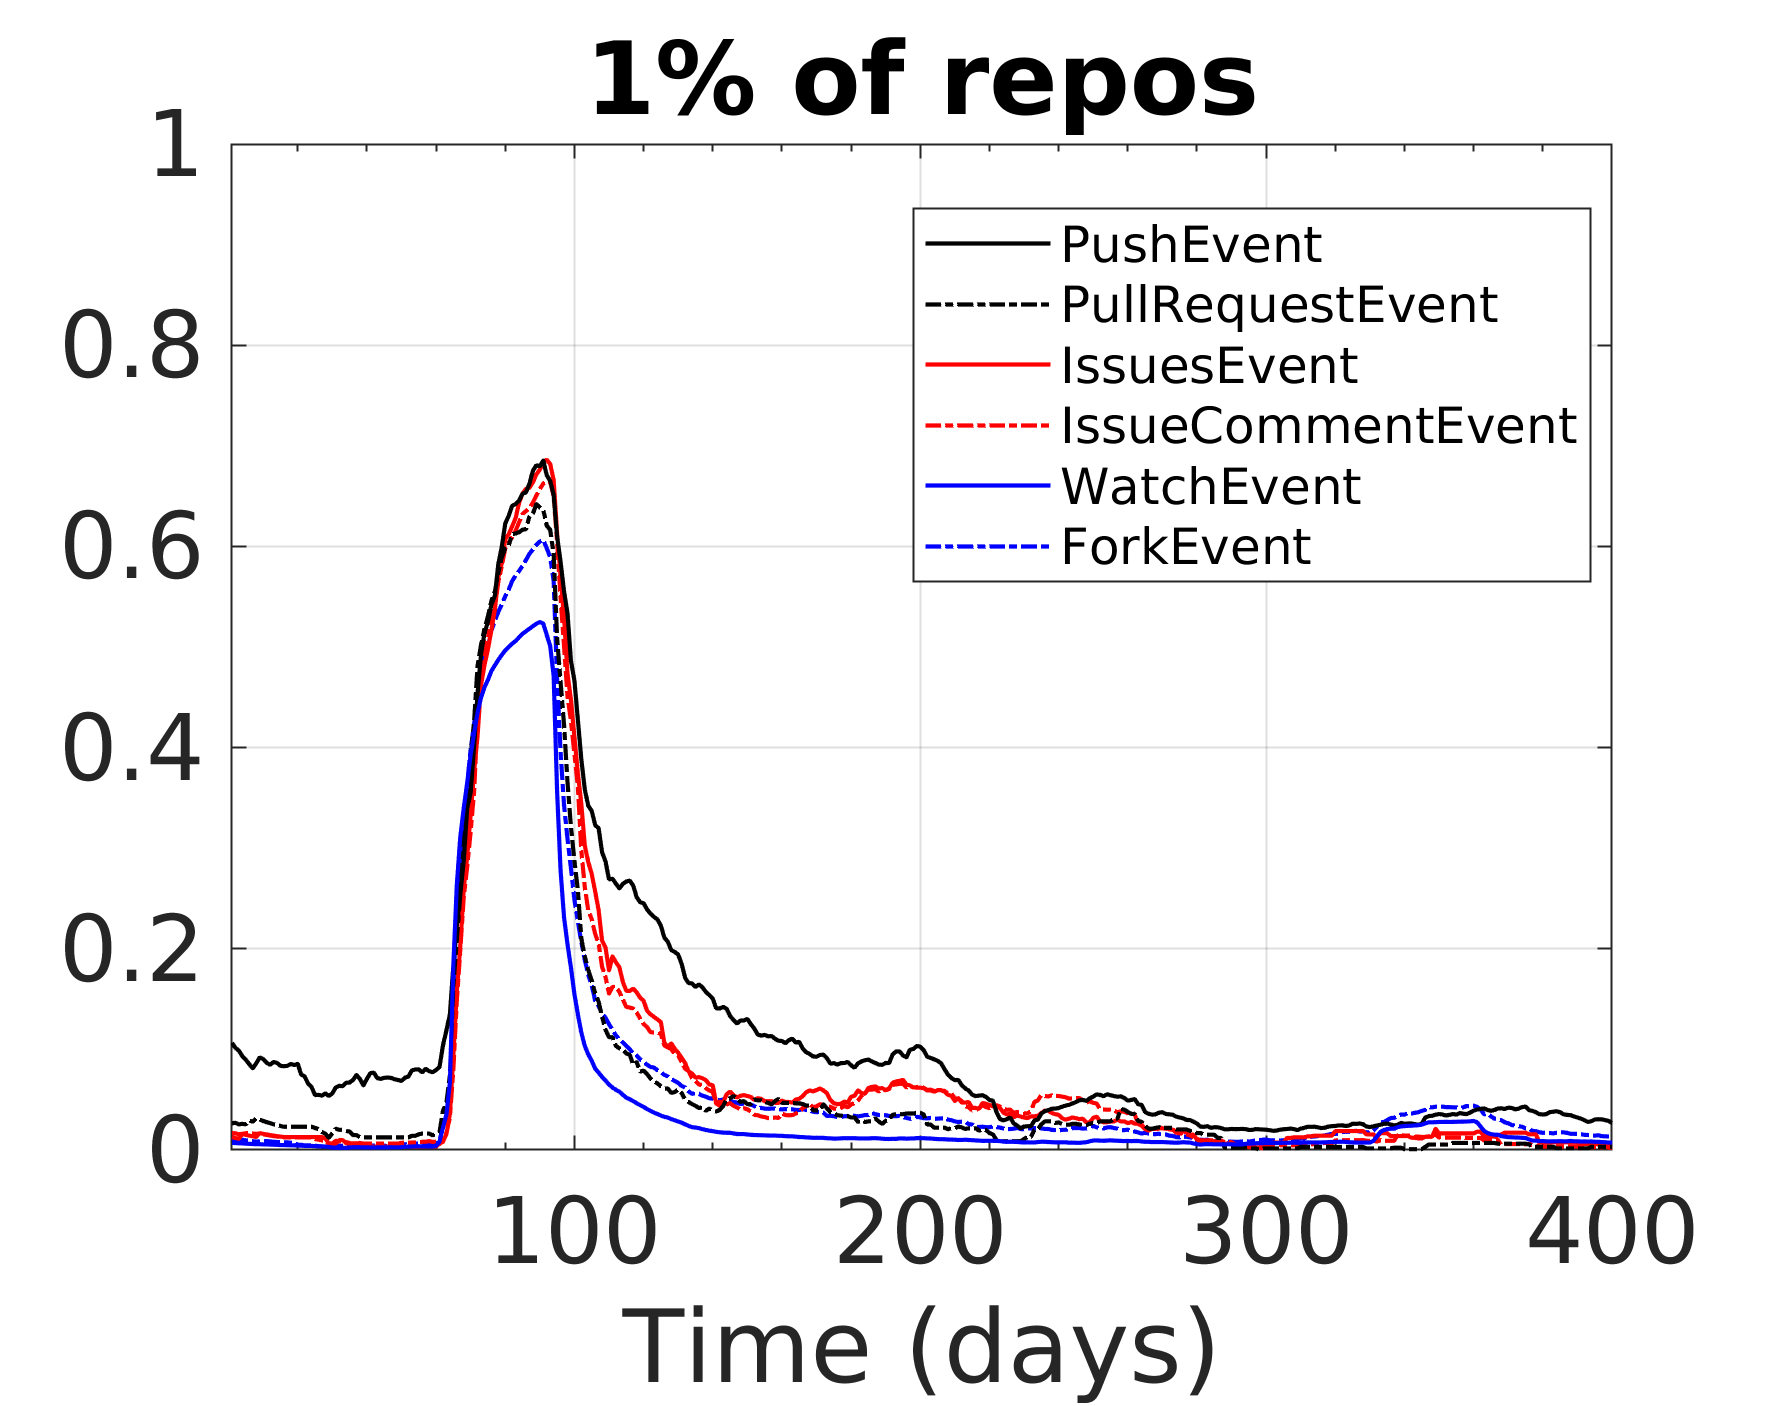 1% of repos
1
0.8
0.6
0.4
0.2
0
PushEvent
PullRequestEvent
IssuesEvent
IssueCommentEvent
WatchEvent
ForkEvent
100 200 300 400
Time (days)